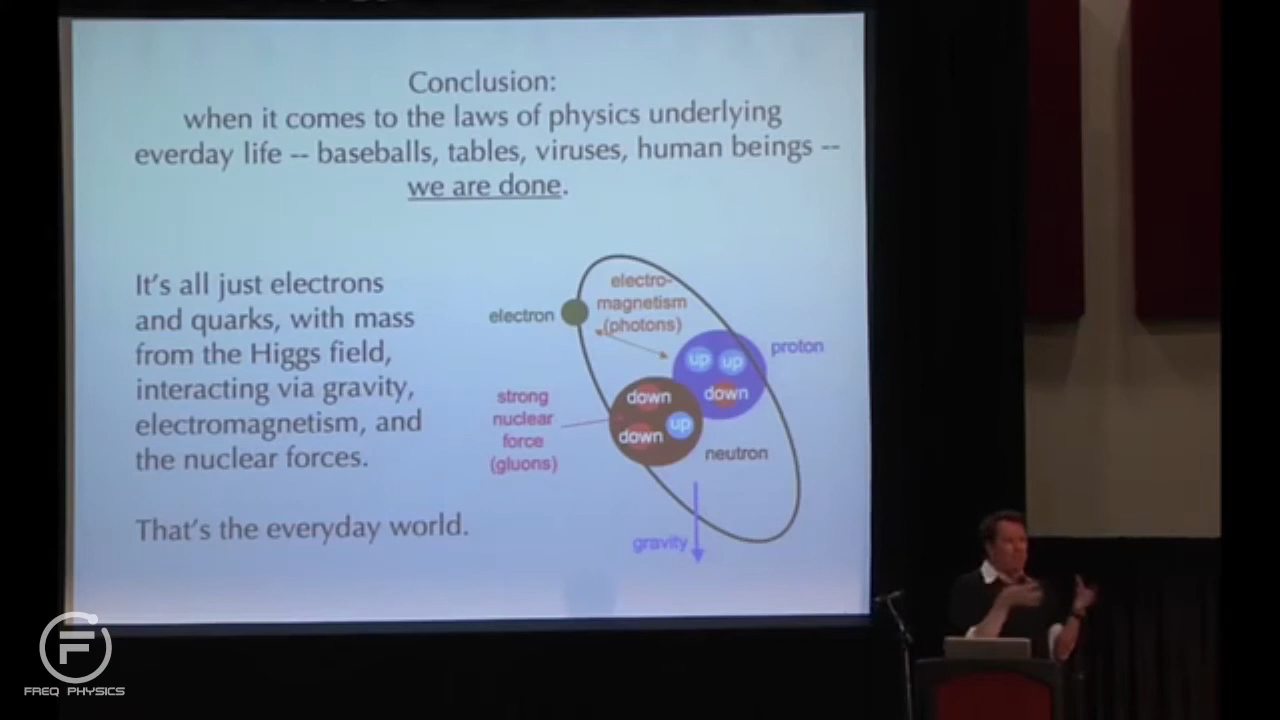 Conclusion:
when it comes to the laws of physics underlying
everday life -- baseballs, tables, viruses, human beings --
we are done.
It's all just electrons
and quarks, with mass
from the Higgs field,
interacting via gravity,
electromagnetism, and
the nuclear forces.
That's the everyday world.
electro-
magnetism
(photons)
electron
proton
up up
down
strong
nuclear
force
(gluons)
down
up
down
neutron
gravity
F
FREQ PHYSICS